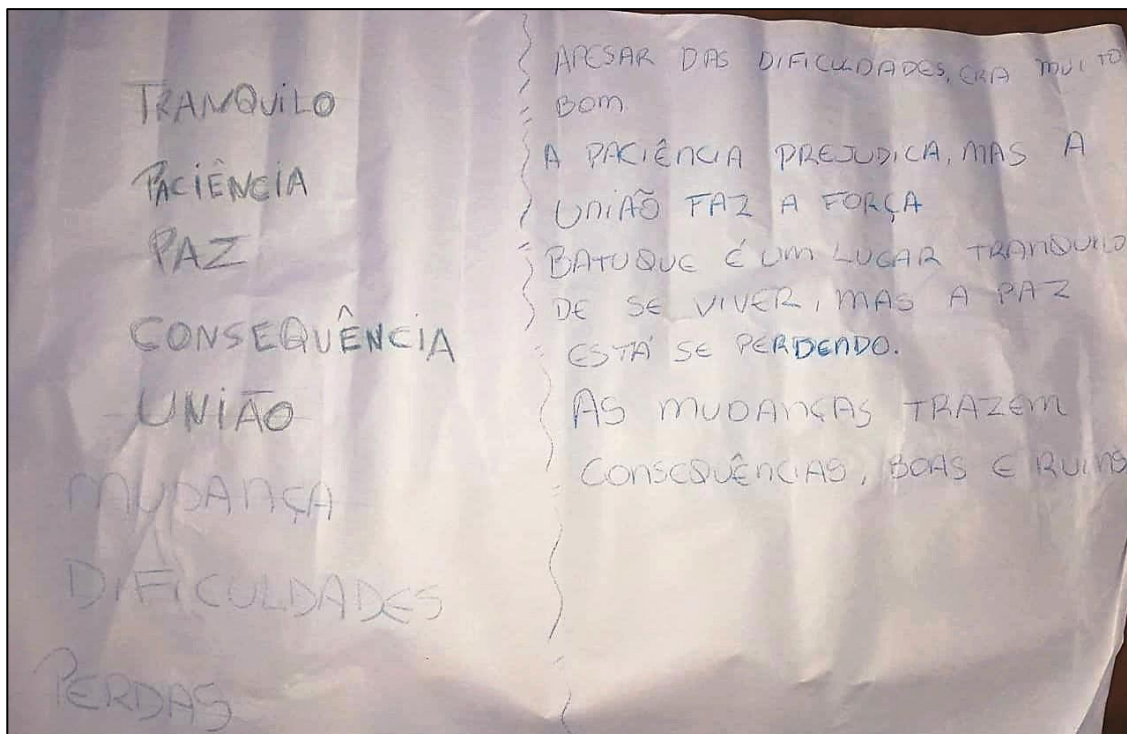 TRANQUILO
PACIÊNCIA
PAZ
CONSEQUÊNCIA
UNIÃO
MUDANÇA
DIFICULDADES
PERDAS
APESAR DAS DIFICULDADES, ERA MUITO
BOM
A PACIÊNCIA PREJUDICA, MAS A
UNIÃO FAZ A FORÇA
BATUQUE É UM LUGAR TRANQUILO
DE SE VIVER, MAS A PAZ
ESTÁ SE PERDENDO.
AS MUDANÇAS TRAZEM
CONSEQUÊNCIAS, BOAS E RUINS